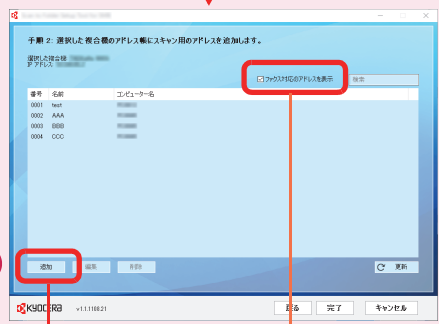 手順 2: 選択した複合機のアドレス帳にスキャン用のアドレスを追加します。
選択した複合機
IP アドレス
ファクス対応のアドレスを表示
検索
番号 名前 コンピューター名
0001 test
0002 AAA
0003 BBB
0004 CCC
追加 編集 削除 更新
KYOCERA v1.1.1108.21 戻る 完了 キャンセル